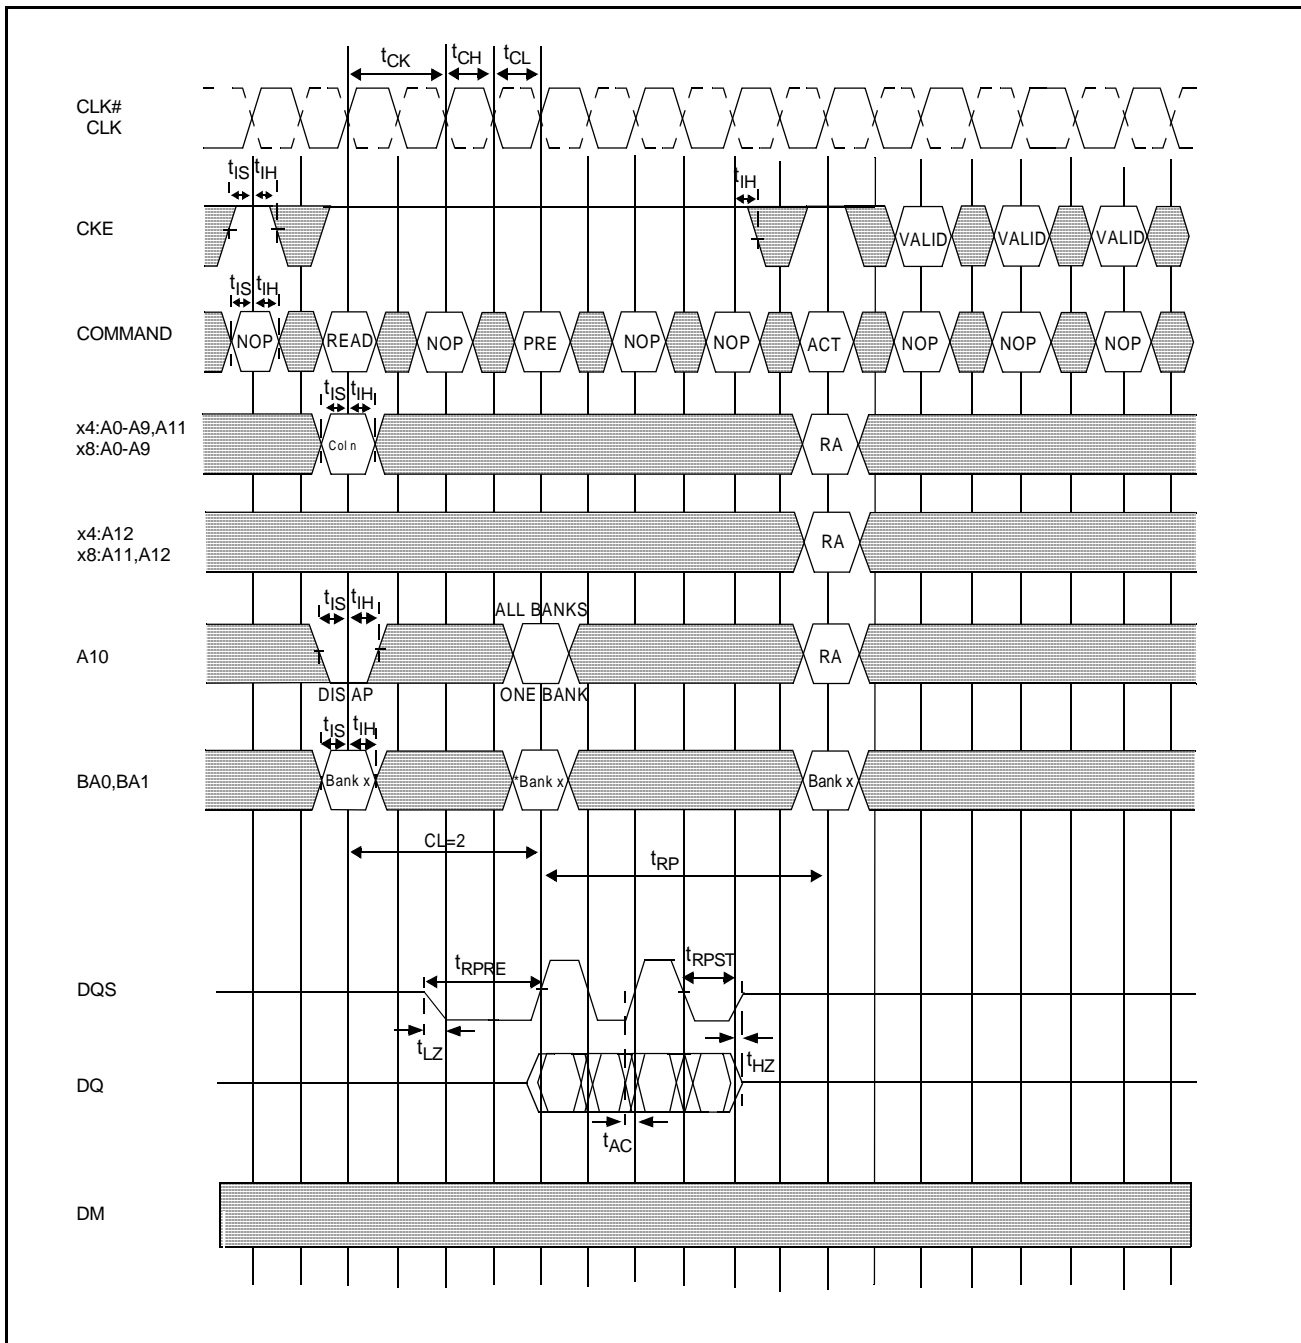 tCK tCH tCL
CLK#
CLK
tIS tIH tIH
CKE
VALID VALID VALID
tIS tIH
COMMAND
NOP READ NOP PRE NOP NOP ACT NOP NOP NOP
tIS tIH
x4:A0-A9,A11
x8:A0-A9
Col n RA
x4:A12
x8:A11,A12
RA
tIS tIH ALL BANKS
A10
RA
DIS AP ONE BANK
tIS tIH
BA0,BA1
Bank x *Bank x Bank x
CL=2
tRP
tRPRE tRPST
DQS
tLZ tHZ
DQ
tAC
DM